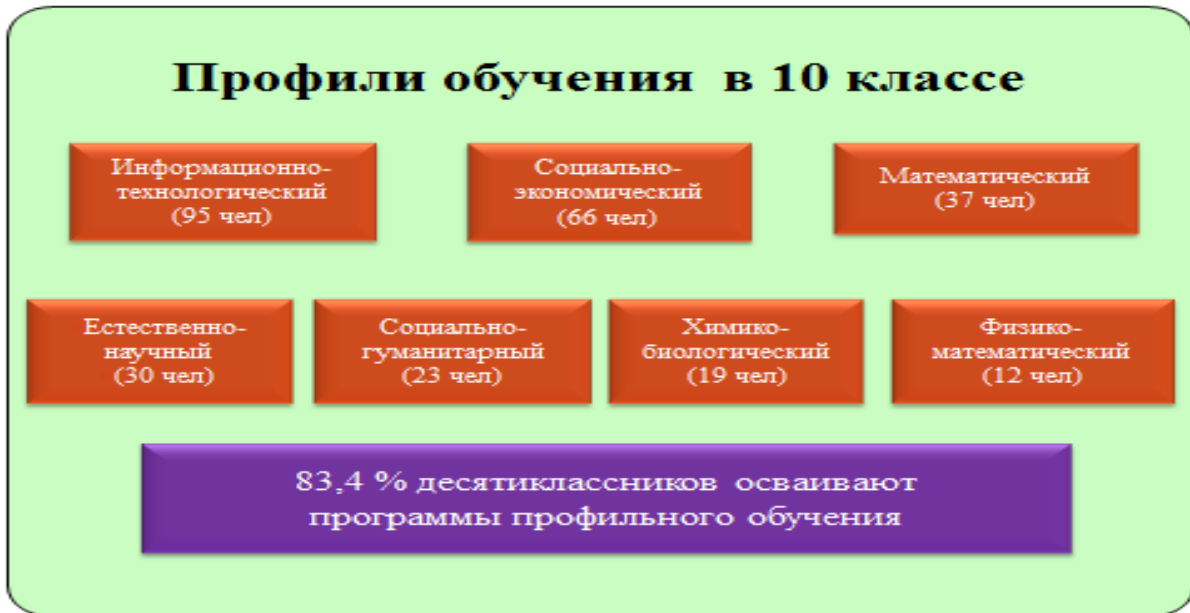 Профили обучения в 10 классе
Информационно-
технологический
(95 чел)
Социально-
экономический
(66 чел)
Математический
(37 чел)
Естественно-
научный
(30 чел)
Социально-
гуманитарный
(23 чел)
Химико-
биологический
(19 чел)
Физико-
математический
(12 чел)
83,4 % десятиклассников осваивают
программы профильного обучения